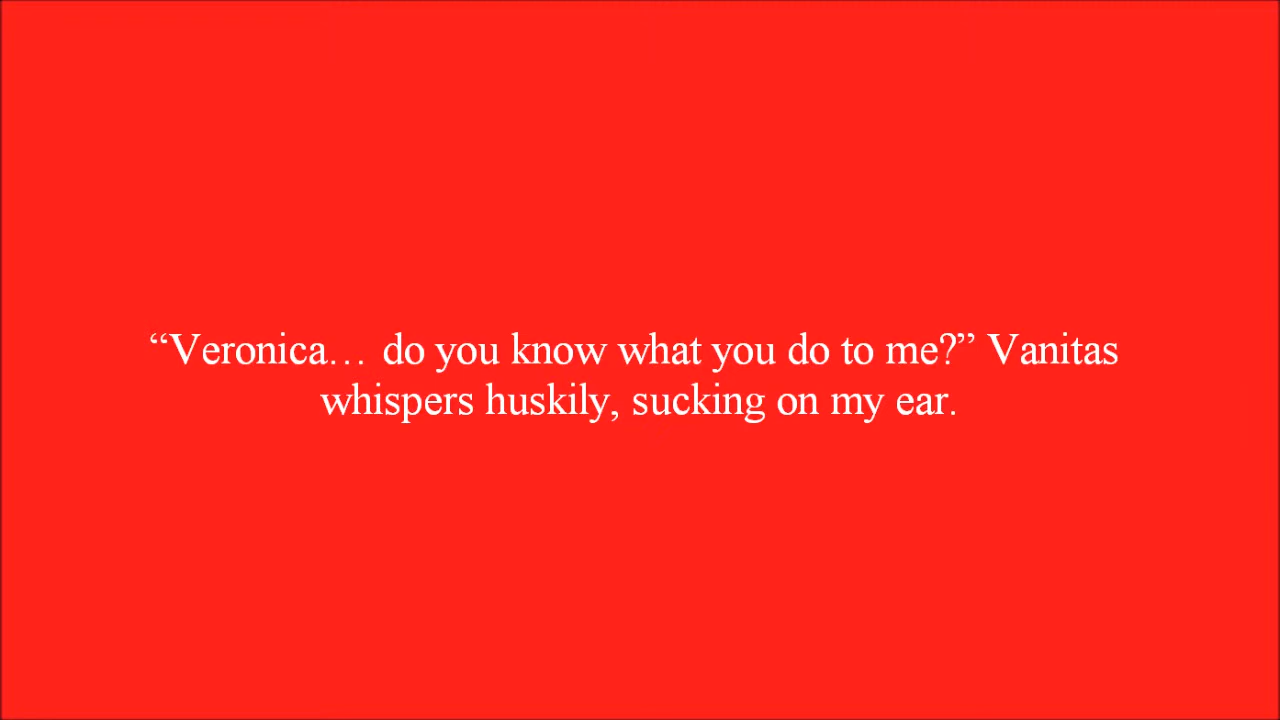 “Veronica… do you know what you do to me?” Vanitas
whispers huskily, sucking on my ear.